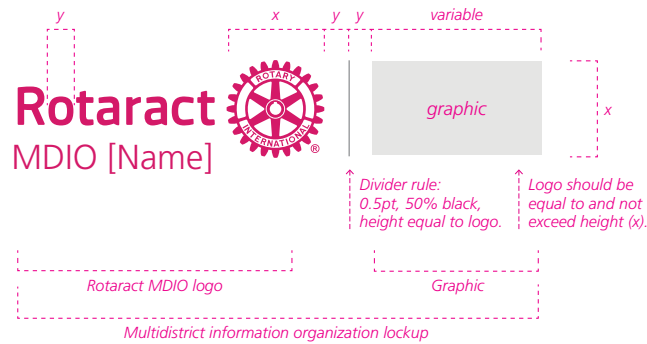 y
x
y
y
variable
Rotaract
ROTARY
INTERNATIONAL
®
graphic
x
MDIO [Name]
Divider rule:
0.5pt, 50% black,
height equal to logo.
Logo should be
equal to and not
exceed height (x).
Rotaract MDIO logo
Graphic
Multidistrict information organization lockup